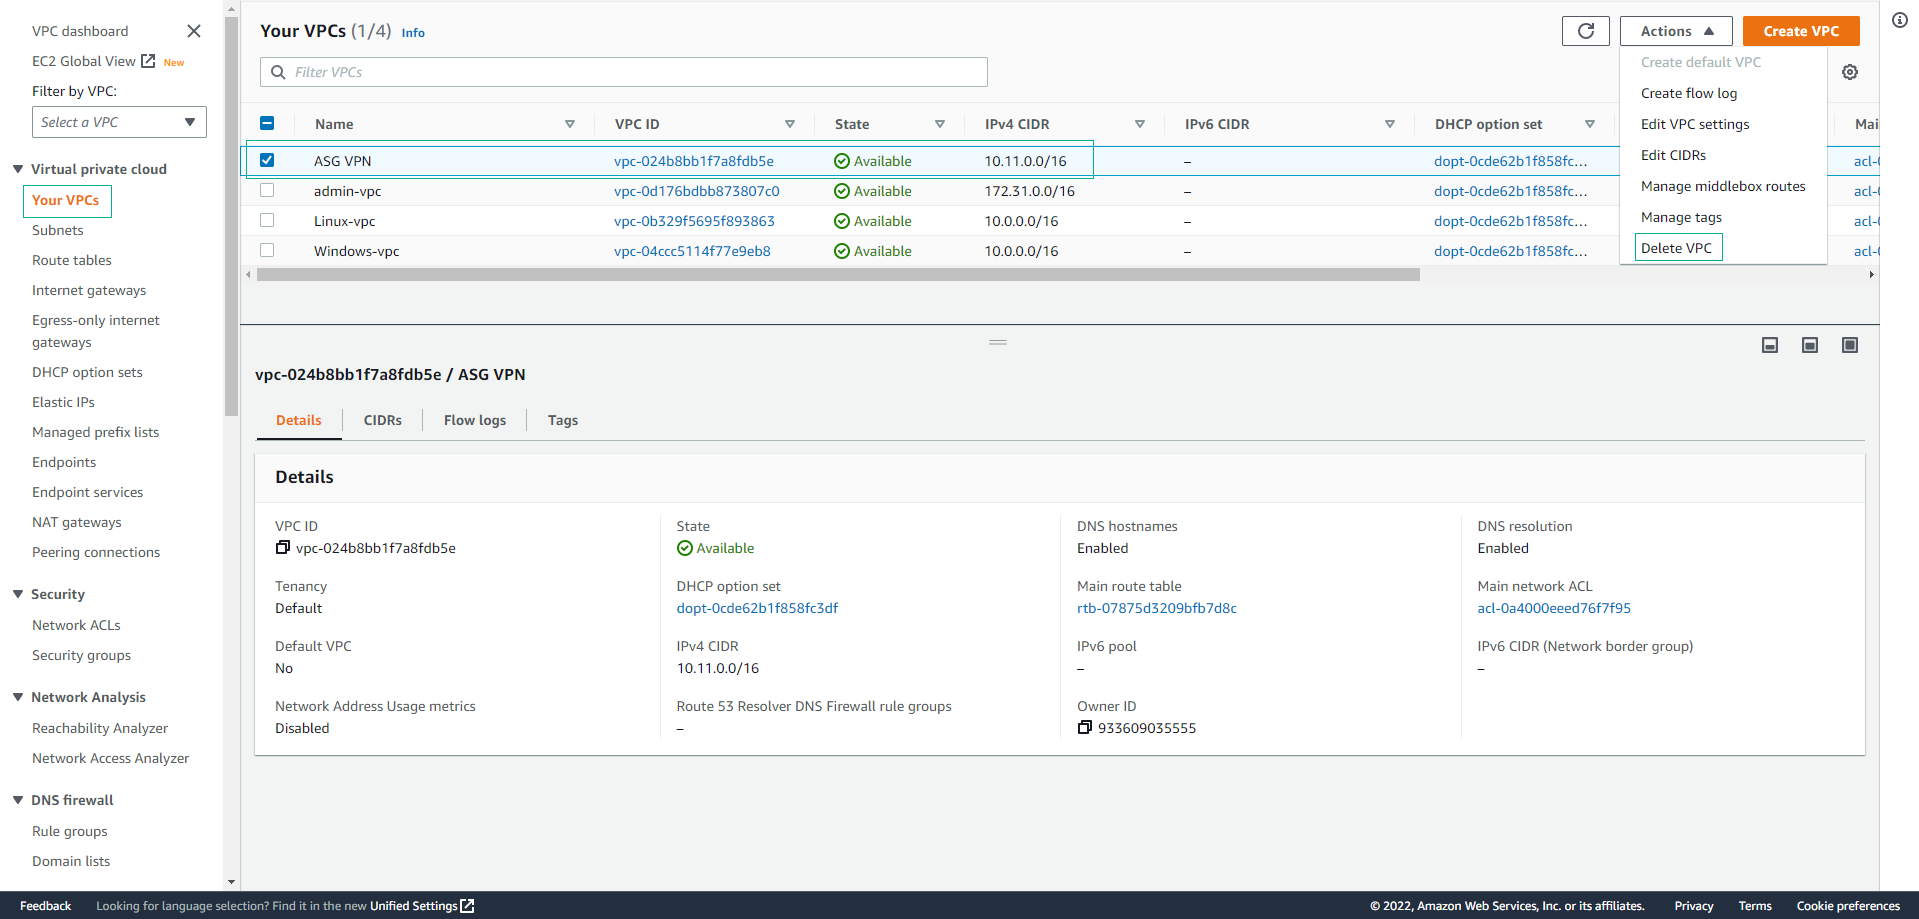 VPC dashboard
EC2 Global View New
Filter by VPC:
Select a VPC
Virtual private cloud
Your VPCs
Subnets
Route tables
Internet gateways
Egress-only internet
gateways
DHCP option sets
Elastic IPs
Managed prefix lists
Endpoints
Endpoint services
NAT gateways
Peering connections
Security
Network ACLs
Security groups
Network Analysis
Reachability Analyzer
Network Access Analyzer
DNS firewall
Rule groups
Domain lists
Your VPCs (1/4) Info
Actions
Create VPC
Filter VPCs
Create default VPC
Create flow log
Edit VPC settings
Edit CIDRs
Manage middlebox routes
Manage tags
Delete VPC
Name VPC ID State IPv4 CIDR IPv6 CIDR DHCP option set Mai
ASG VPN vpc-024b8bb1f7a8fdb5e Available 10.11.0.0/16 – dopt-0cde62b1f858fc... acl-0
admin-vpc vpc-0d176bdbb873807c0 Available 172.31.0.0/16 – dopt-0cde62b1f858fc... acl-0
Linux-vpc vpc-0b329f5695f893863 Available 10.0.0.0/16 – dopt-0cde62b1f858fc... acl-0
Windows-vpc vpc-04ccc5114f77e9eb8 Available 10.0.0.0/16 – dopt-0cde62b1f858fc... acl-0
vpc-024b8bb1f7a8fdb5e / ASG VPN
Details CIDRs Flow logs Tags
Details
VPC ID
vpc-024b8bb1f7a8fdb5e
State
Available
DNS hostnames
Enabled
DNS resolution
Enabled
Tenancy
Default
DHCP option set
dopt-0cde62b1f858fc3df
Main route table
rtb-07875d3209bfb7d8c
Main network ACL
acl-0a4000eeed76f7f95
Default VPC
No
IPv4 CIDR
10.11.0.0/16
IPv6 pool
–
IPv6 CIDR (Network border group)
–
Network Address Usage metrics
Disabled
Route 53 Resolver DNS Firewall rule groups
–
Owner ID
933609035555
Feedback Looking for language selection? Find it in the new Unified Settings © 2022, Amazon Web Services, Inc. or its affiliates. Privacy Terms Cookie preferences